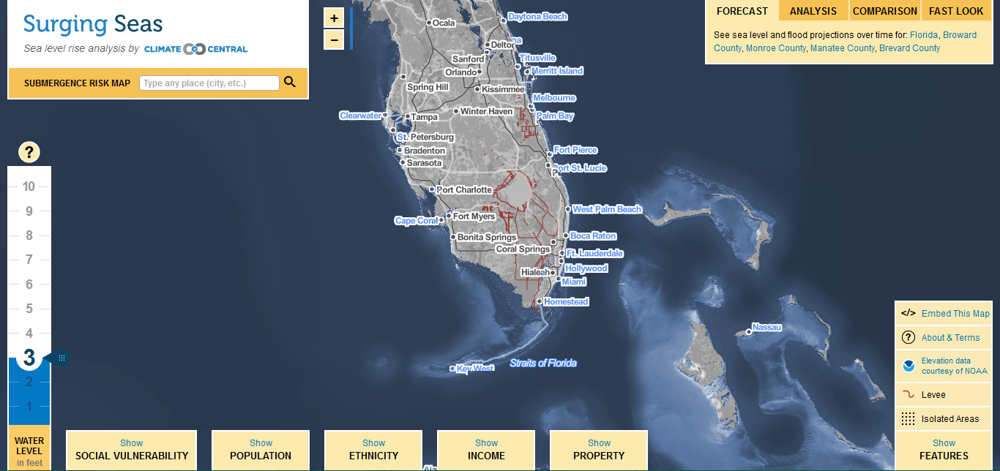 Surging Seas
Sea level rise analysis by CLIMATE CENTRAL
SUBMERGENCE RISK MAP
Type any place (city, etc.)
+
−
FORECAST
ANALYSIS
COMPARISON
FAST LOOK
See sea level and flood projections over time for: Florida, Broward
County, Monroe County, Manatee County, Brevard County
Daytona Beach
Ocala
Sanford
Titusville
Orlando
Merritt Island
Spring Hill
Kissimmee
Melbourne
Winter Haven
Clearwater
Tampa
Palm Bay
St. Petersburg
Bradenton
Fort Pierce
Sarasota
Port St. Lucie
Port Charlotte
West Palm Beach
Cape Coral
Fort Myers
Bonita Springs
Boca Raton
Coral Springs
Ft. Lauderdale
Hollywood
Hialeah
Miami
Homestead
Nassau
Key West
Straits of Florida
?
10
9
8
7
6
5
4
3
2
1
WATER
LEVEL
in feet
Show
SOCIAL VULNERABILITY
Show
POPULATION
Show
ETHNICITY
Show
INCOME
Show
PROPERTY
</> Embed This Map
? About & Terms
Elevation data
courtesy of NOAA
Levee
Isolated Areas
Show
FEATURES